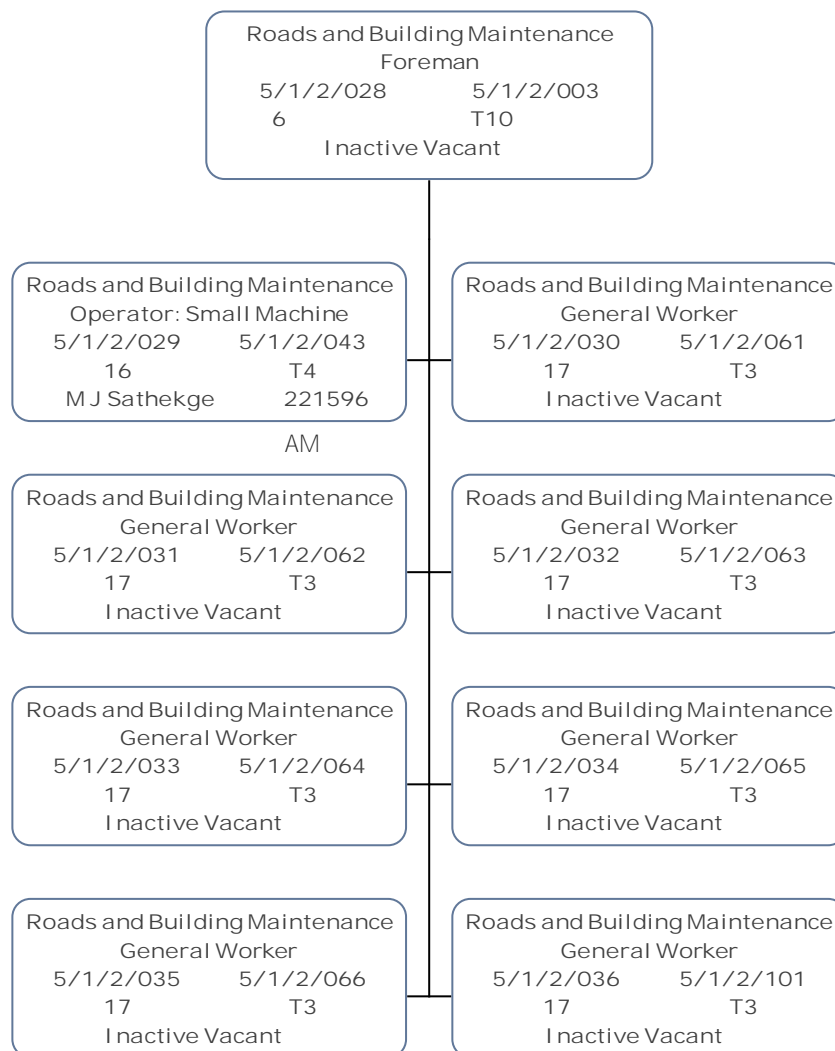 Roads and Building Maintenance
Foreman
5/1/2/028 5/1/2/003
6 T10
Inactive Vacant
Roads and Building Maintenance
Operator: Small Machine
5/1/2/029 5/1/2/043
16 T4
M J Sathekge 221596
AM
Roads and Building Maintenance
General Worker
5/1/2/030 5/1/2/061
17 T3
Inactive Vacant
Roads and Building Maintenance
General Worker
5/1/2/031 5/1/2/062
17 T3
Inactive Vacant
Roads and Building Maintenance
General Worker
5/1/2/032 5/1/2/063
17 T3
Inactive Vacant
Roads and Building Maintenance
General Worker
5/1/2/033 5/1/2/064
17 T3
Inactive Vacant
Roads and Building Maintenance
General Worker
5/1/2/034 5/1/2/065
17 T3
Inactive Vacant
Roads and Building Maintenance
General Worker
5/1/2/035 5/1/2/066
17 T3
Inactive Vacant
Roads and Building Maintenance
General Worker
5/1/2/036 5/1/2/101
17 T3
Inactive Vacant